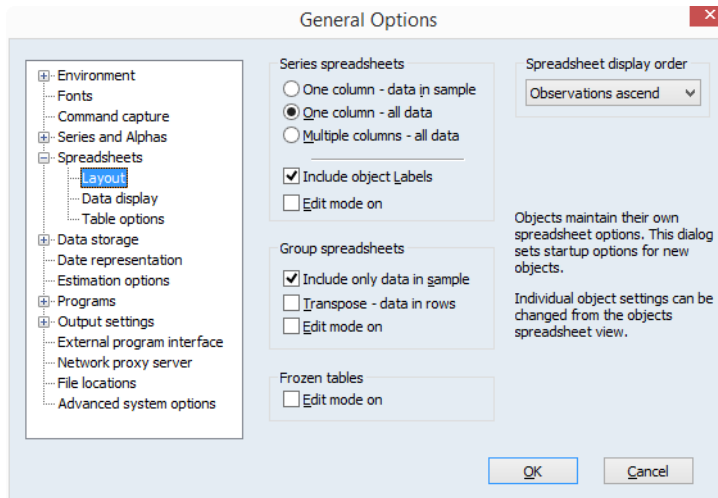 General Options
Environment
Fonts
Command capture
Series and Alphas
Spreadsheets
Layout
Data display
Table options
Data storage
Date representation
Estimation options
Programs
Output settings
External program interface
Network proxy server
File locations
Advanced system options
Series spreadsheets
One column - data in sample
One column - all data
Multiple columns - all data
Include object Labels
Edit mode on
Group spreadsheets
Include only data in sample
Transpose - data in rows
Edit mode on
Frozen tables
Edit mode on
Spreadsheet display order
Observations ascend
Objects maintain their own
spreadsheet options. This dialog
sets startup options for new
objects.
Individual object settings can be
changed from the objects
spreadsheet view.
OK
Cancel